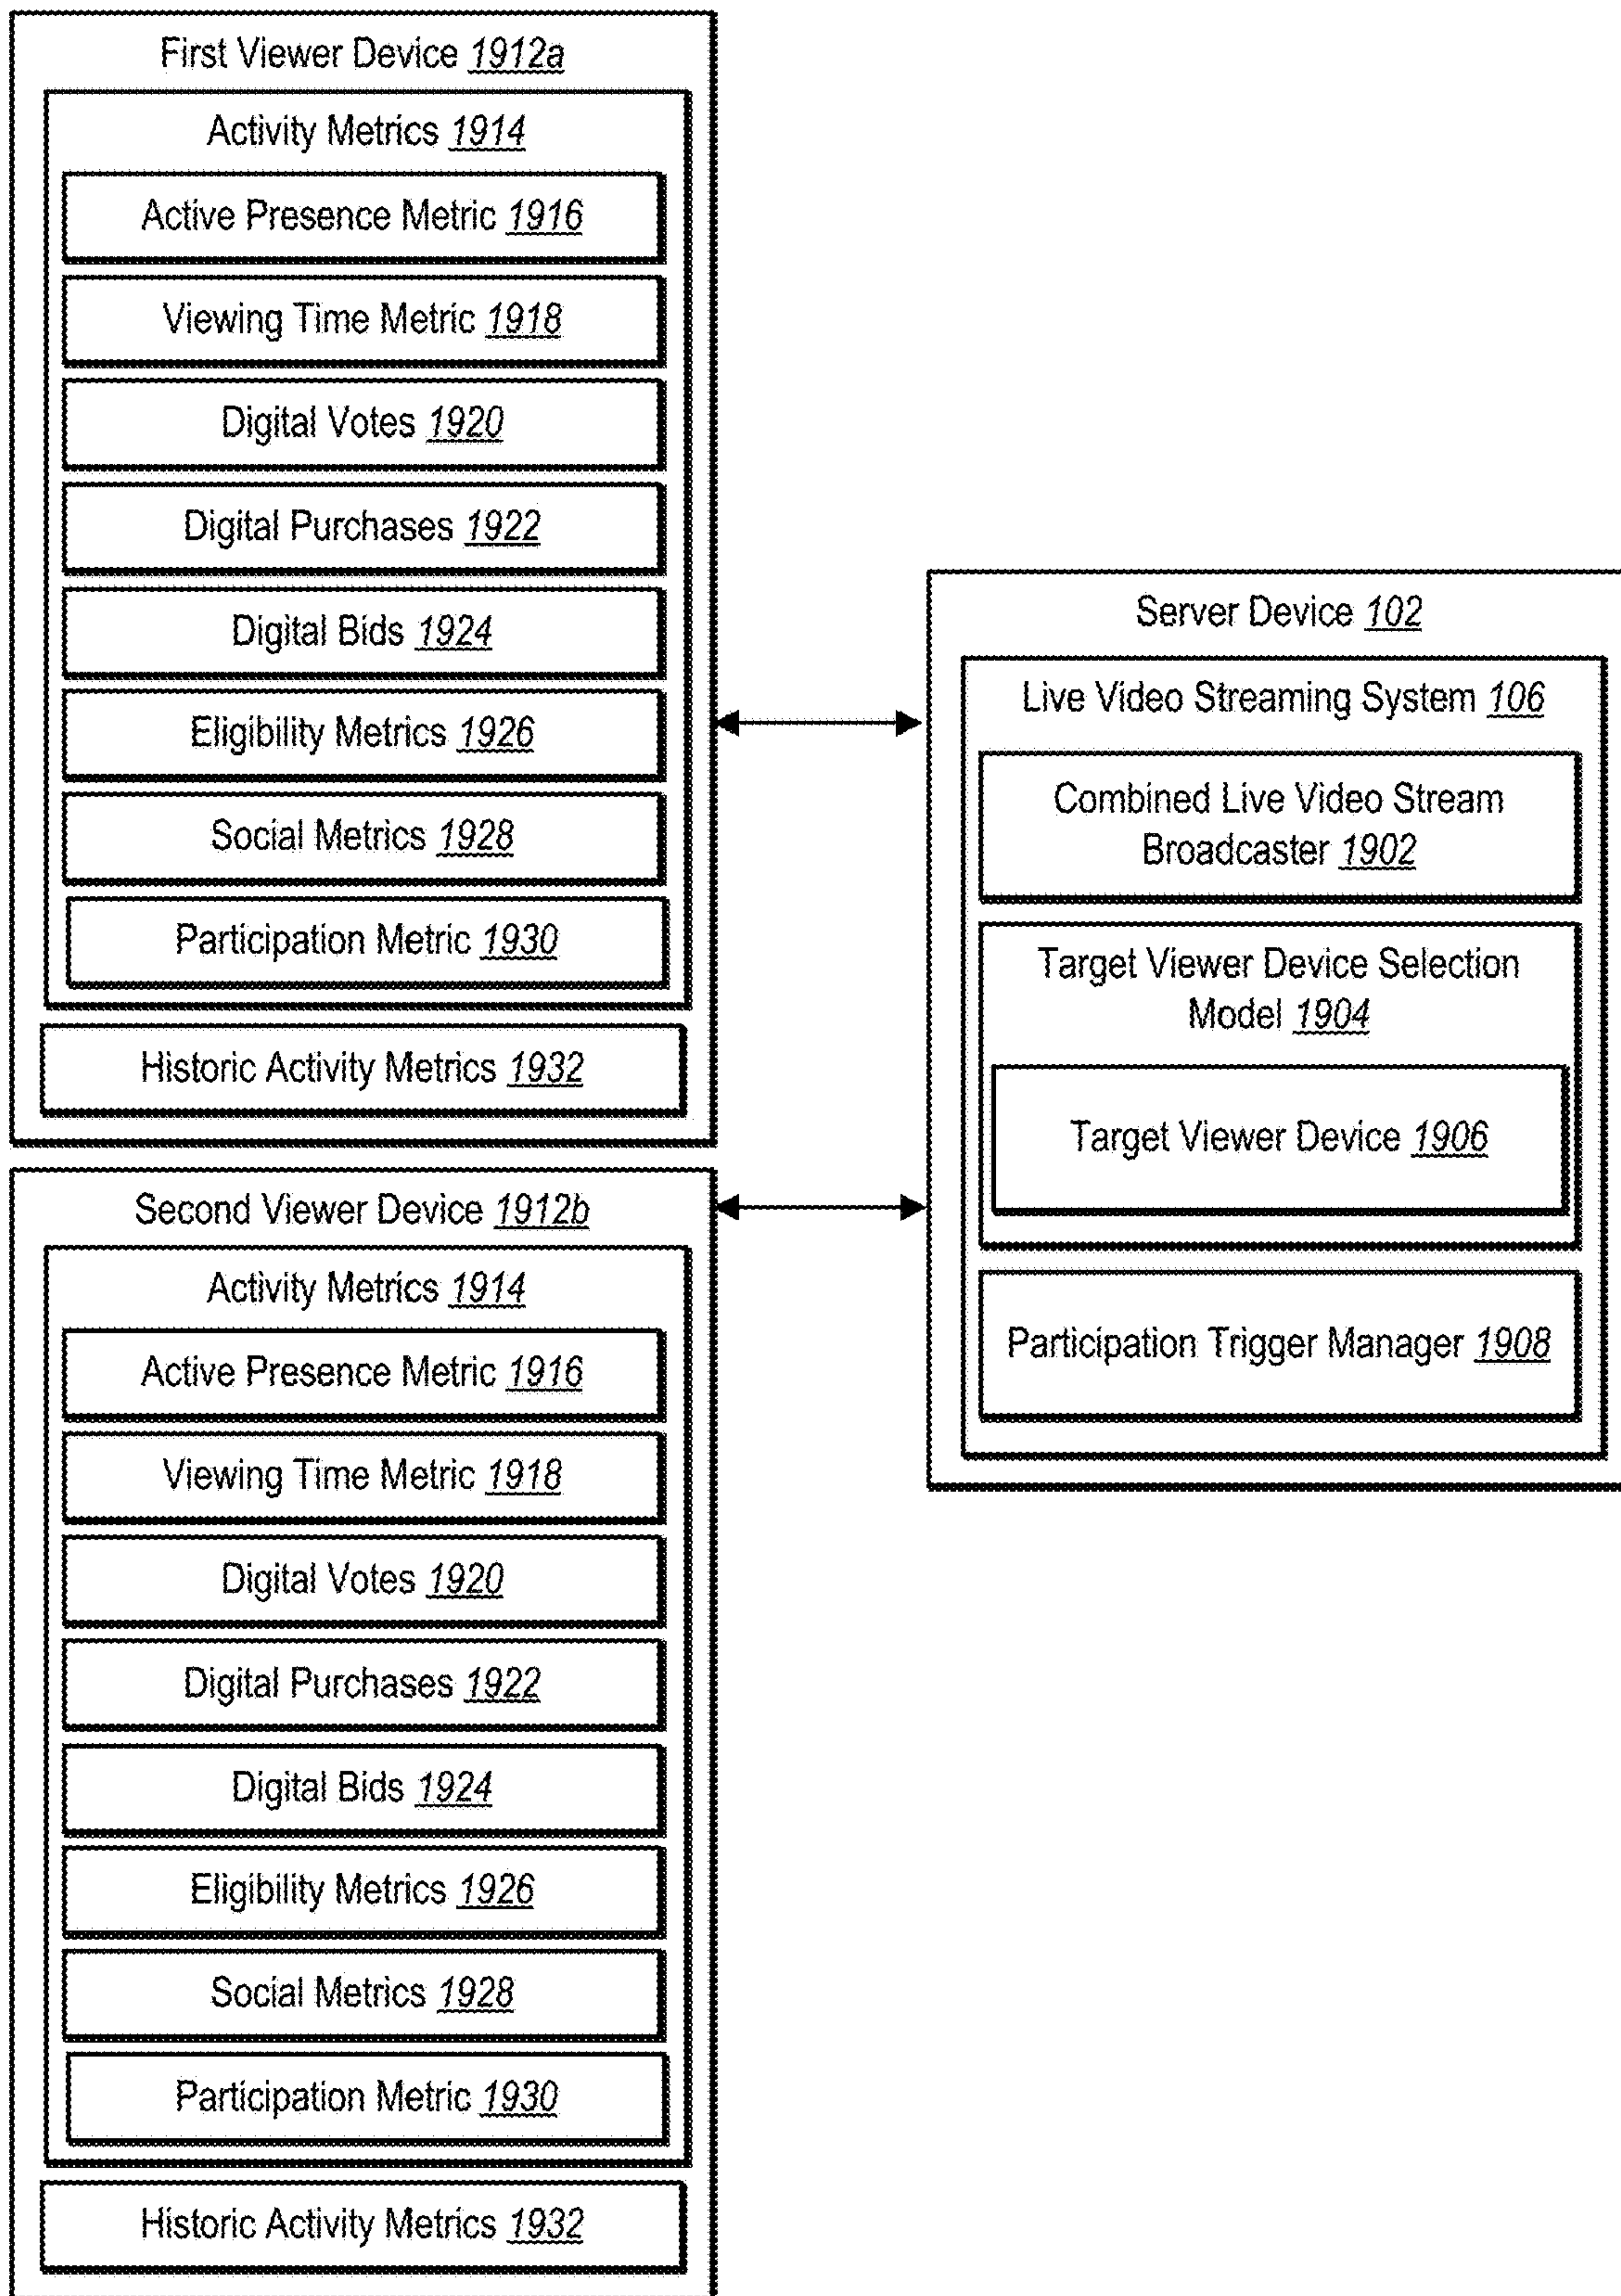 First Viewer Device 1912a
Activity Metrics 1914
Active Presence Metric 1916
Viewing Time Metric 1918
Digital Votes 1920
Digital Purchases 1922
Digital Bids 1924
Eligibility Metrics 1926
Social Metrics 1928
Participation Metric 1930
Historic Activity Metrics 1932
Second Viewer Device 1912b
Activity Metrics 1914
Active Presence Metric 1916
Viewing Time Metric 1918
Digital Votes 1920
Digital Purchases 1922
Digital Bids 1924
Eligibility Metrics 1926
Social Metrics 1928
Participation Metric 1930
Historic Activity Metrics 1932
Server Device 102
Live Video Streaming System 106
Combined Live Video Stream
Broadcaster 1902
Target Viewer Device Selection
Model 1904
Target Viewer Device 1906
Participation Trigger Manager 1908